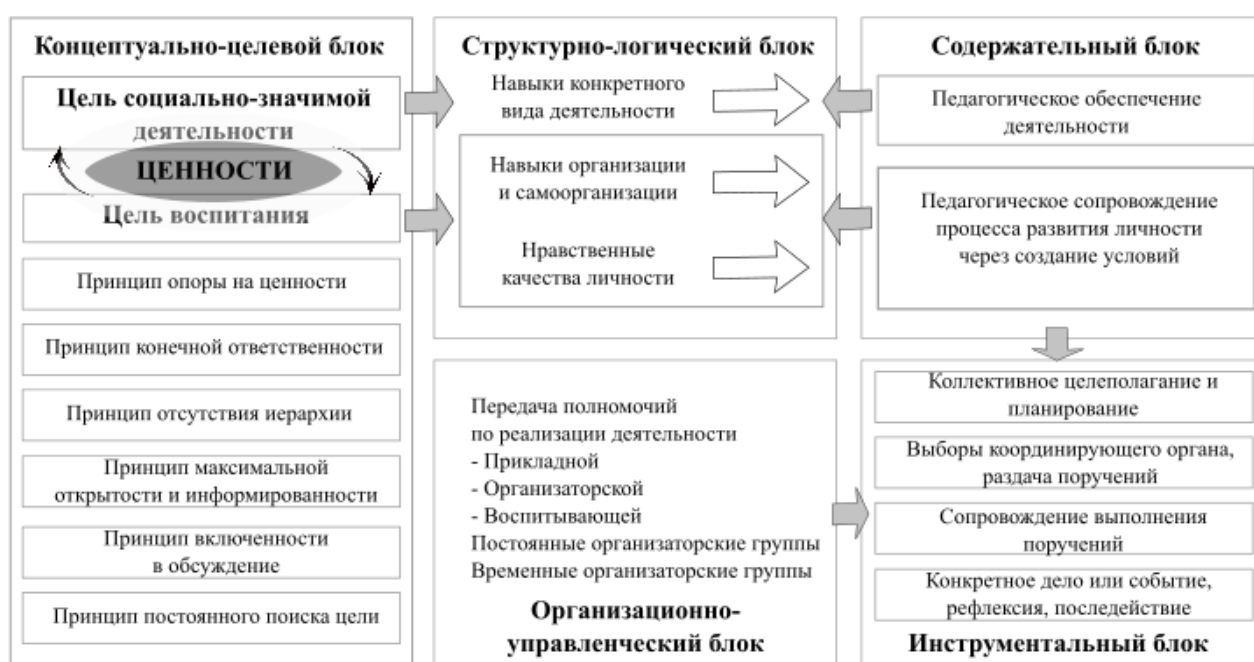 Концептуально-целевой блок
Цель социально-значимой
деятельности
ЦЕННОСТИ
Цель воспитания
Принцип опоры на ценности
Принцип конечной ответственности
Принцип отсутствия иерархии
Принцип максимальной
открытости и информированности
Принцип включенности
в обсуждение
Принцип постоянного поиска цели
Структурно-логический блок
Навыки конкретного
вида деятельности
Навыки организации
и самоорганизации
Нравственные
качества личности
Содержательный блок
Педагогическое обеспечение
деятельности
Педагогическое сопровождение
процесса развития личности
через создание условий
Передача полномочий
по реализации деятельности
- Прикладной
- Организаторской
- Воспитывающей
Постоянные организаторские группы
Временные организаторские группы
Организационно-
управленческий блок
Коллективное целеполагание и
планирование
Выборы координирующего органа,
раздача поручений
Сопровождение выполнения
поручений
Конкретное дело или событие,
рефлексия, последействие
Инструментальный блок